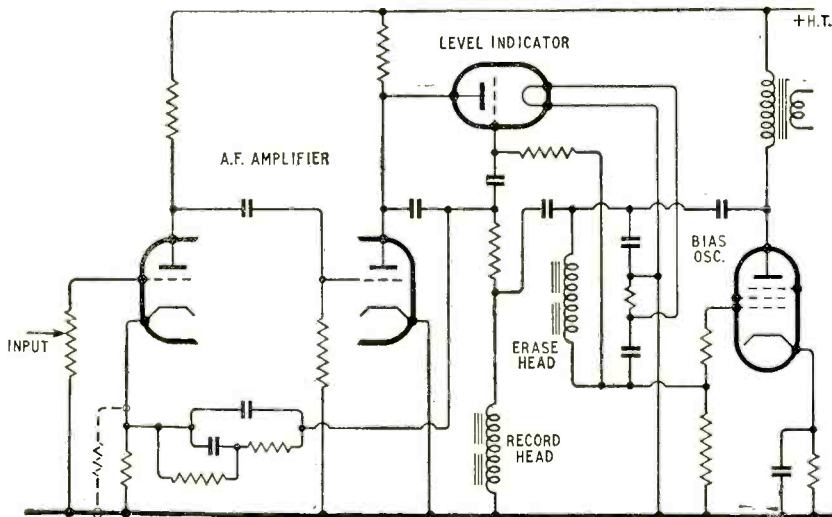 +H.T.
LEVEL INDICATOR
A.F. AMPLIFIER
BIAS
OSC.
INPUT
ERASE
HEAD
RECORD
HEAD